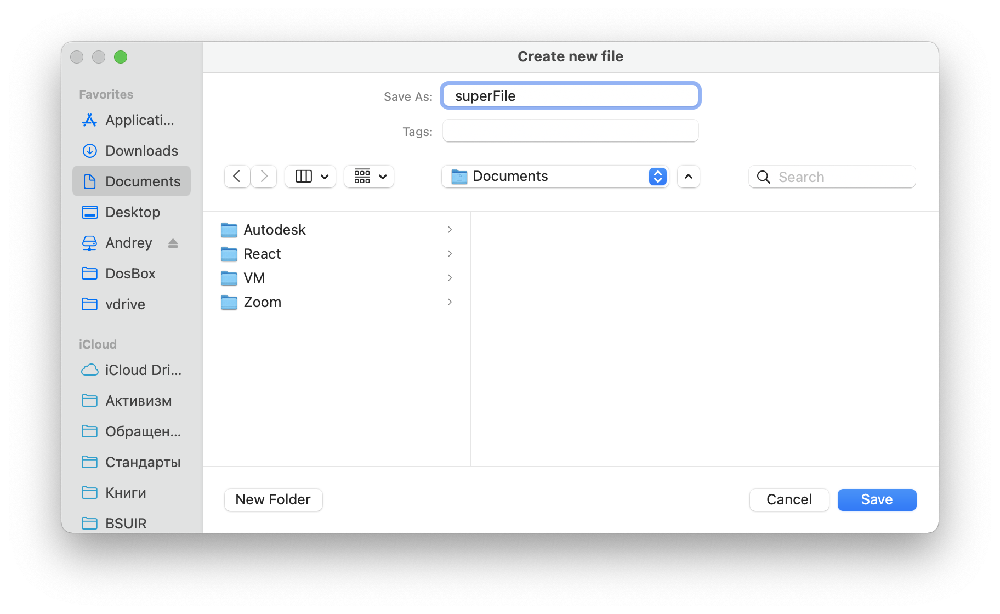 Create new file
Save As: superFile
Tags:
Documents
Search
Favorites
Applicati...
Downloads
Documents
Desktop
Andrey
DosBox
vdrive
iCloud
iCloud Dri...
Активизм
Обращен...
Стандарты
Книги
BSUIR
Autodesk
React
VM
Zoom
New Folder
Cancel
Save